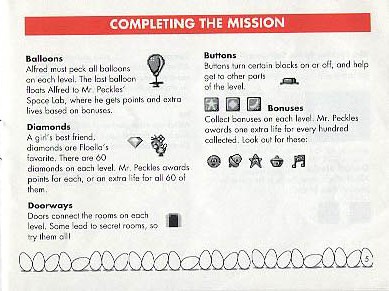 COMPLETING THE MISSION
Balloons
Alfred must peck all balloons
on each level. The last balloon
floats Alfred to Mr. Peckles'
Space Lab, where he gets points and extra
lives based on bonuses.
Diamonds
A girl's best friend,
diamonds are Floella's
favorite. There are 60
diamonds on each level. Mr. Peckles awards
points for each, or an extra life for all 60 of
them.
Doorways
Doors connect the rooms on each
level. Some lead to secret rooms, so
try them all!
Buttons
Buttons turn certain blocks on or off, and help
get to other parts
of the level.
Bonuses
Collect bonuses on each level. Mr. Peckles
awards one extra life for every hundred
collected. Look out for these:
5